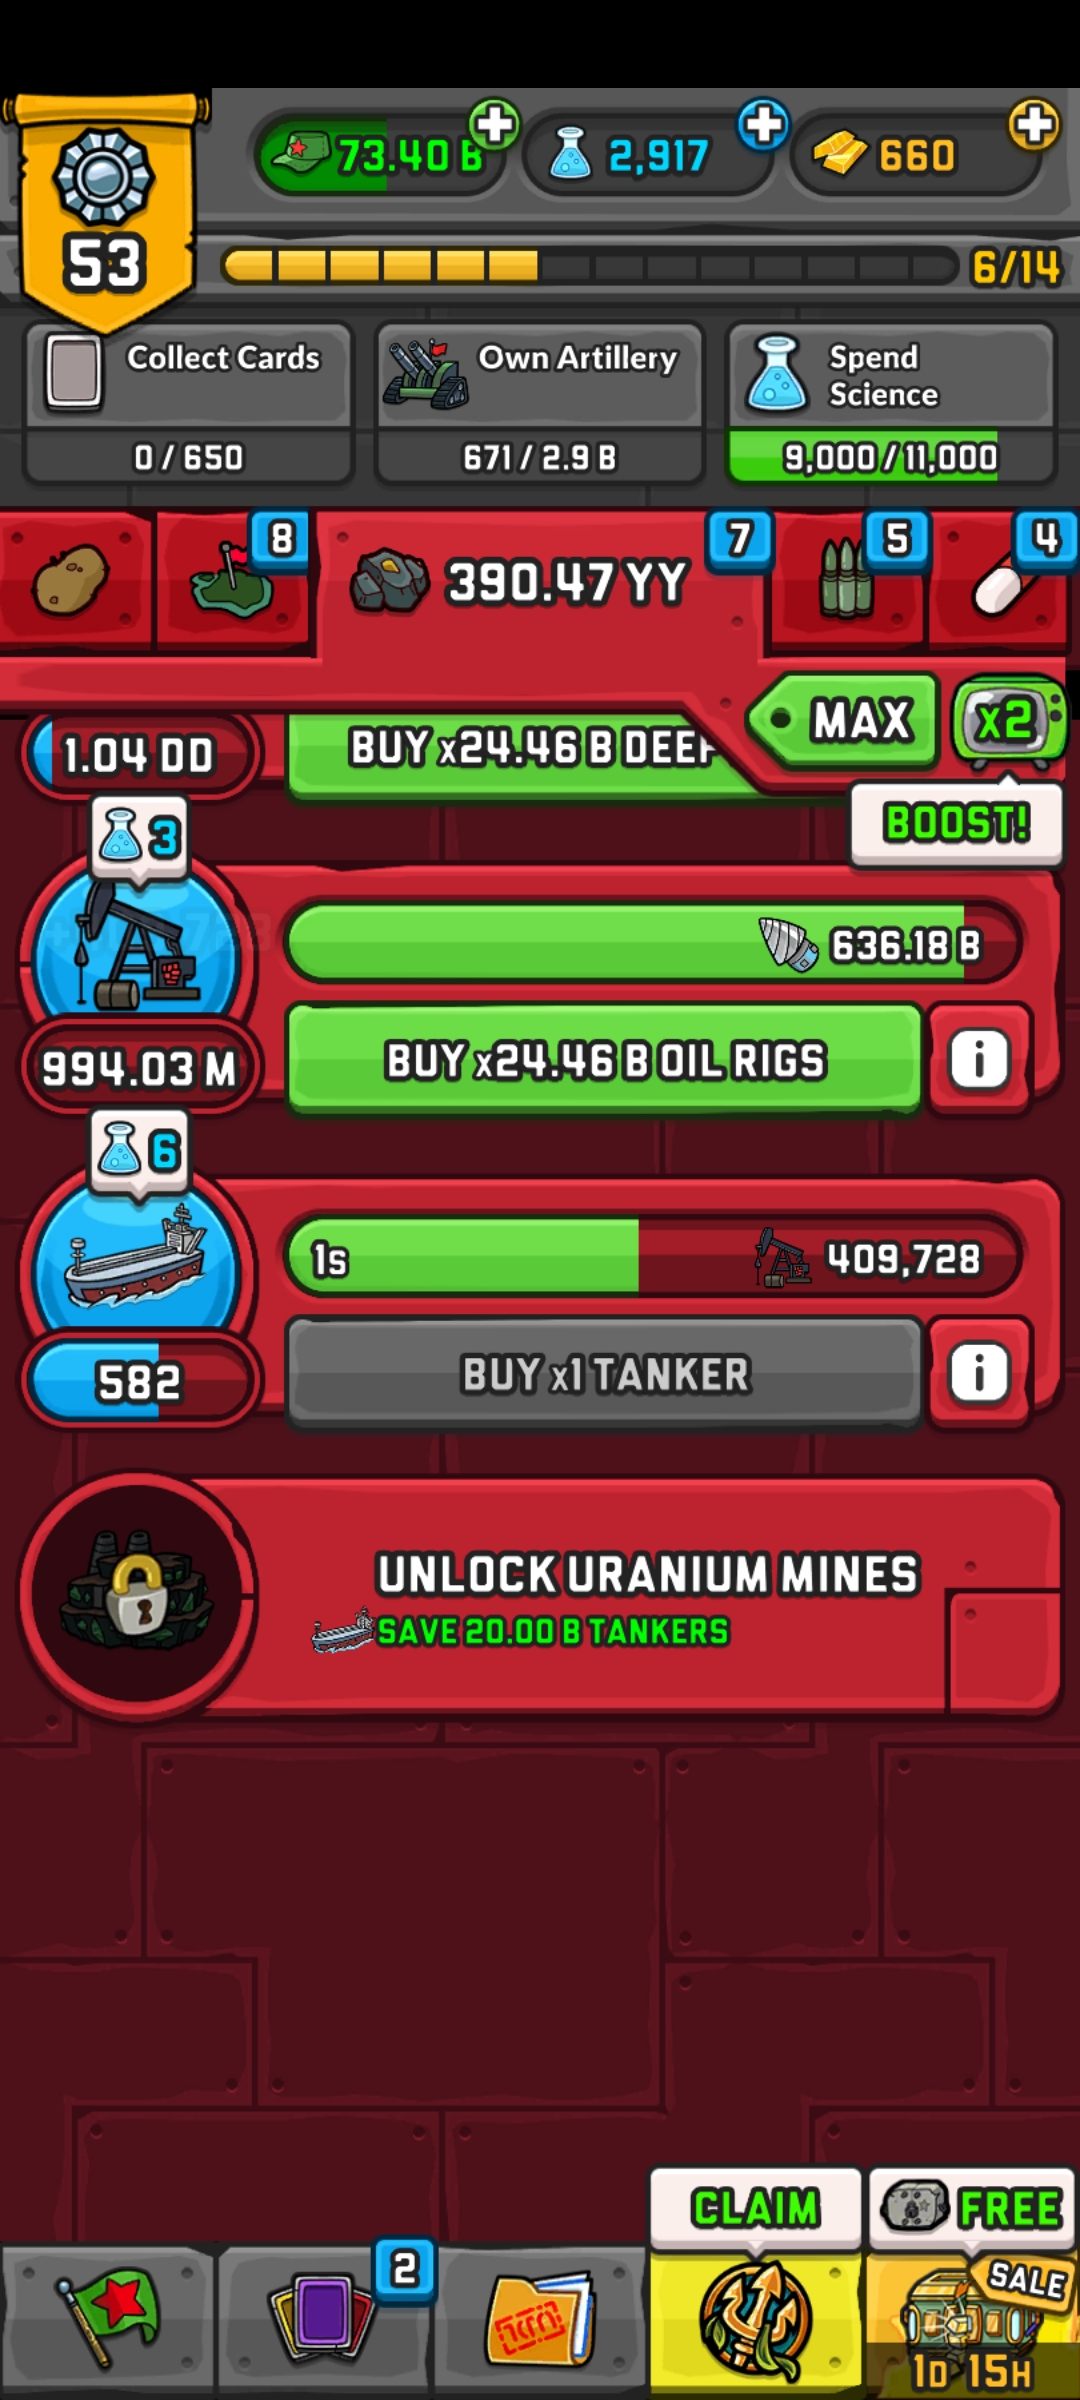 73.40 B
2,917
660
53
6/14
Collect Cards
0 / 650
Own Artillery
671 / 2.9 B
Spend
Science
9,000 / 11,000
8
390.47 YY
7
5
4
MAX
x2
BOOST!
1.04 DD
BUY x24.46 B DEEP
3
636.18 B
994.03 M
BUY x24.46 B OIL RIGS
i
6
1s
409,728
582
BUY x1 TANKER
i
UNLOCK URANIUM MINES
SAVE 20.00 B TANKERS
CLAIM
FREE
2
SALE
1D 15H